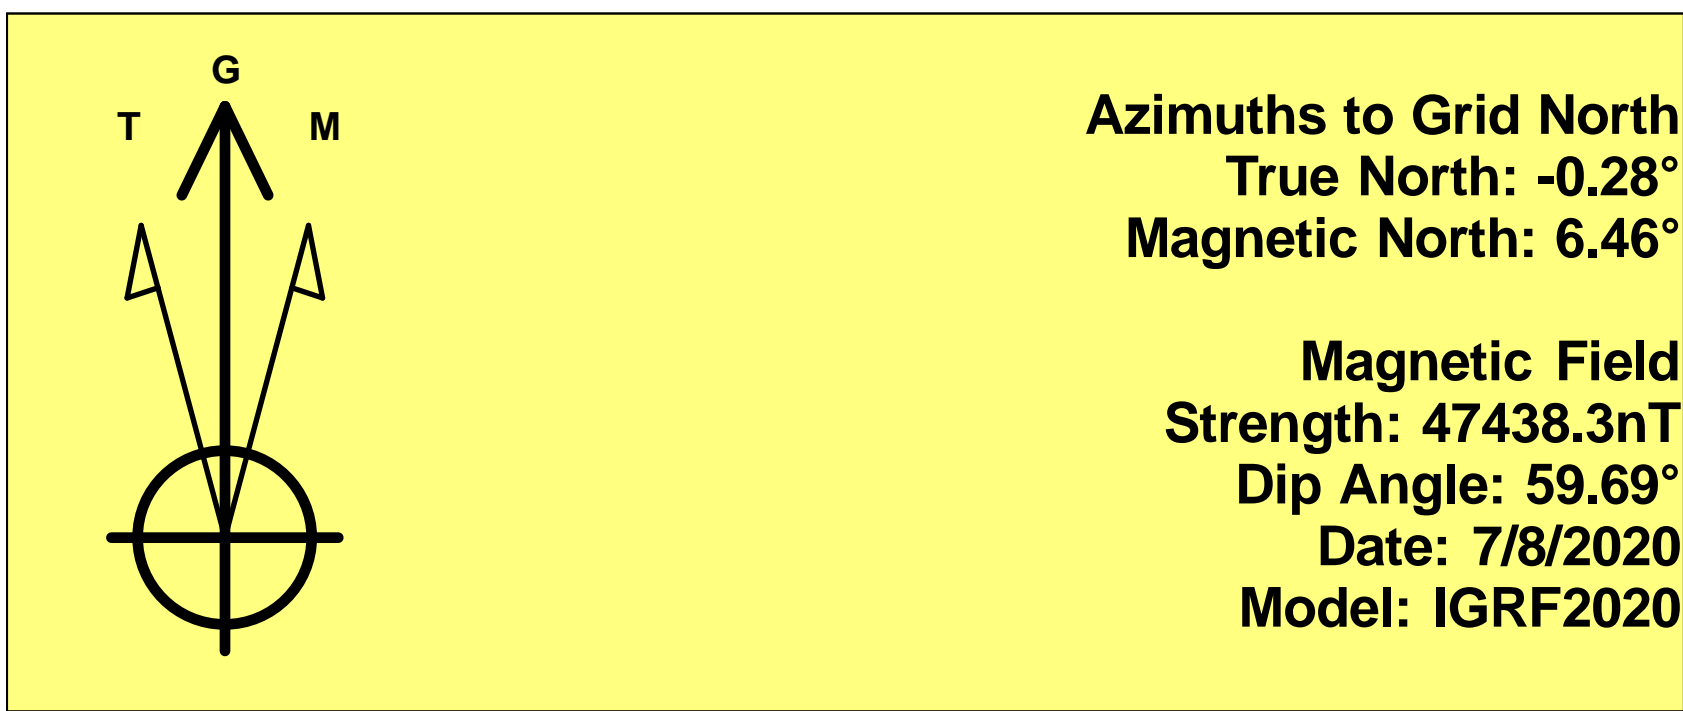 G
T
M
Azimuths to Grid North
True North: -0.28°
Magnetic North: 6.46°
Magnetic Field
Strength: 47438.3nT
Dip Angle: 59.69°
Date: 7/8/2020
Model: IGRF2020